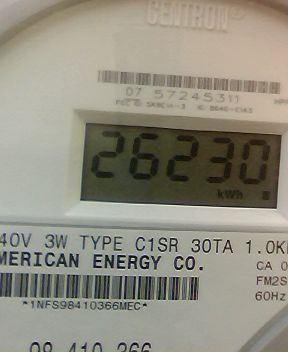 CENTRON®
07 57245311
26230
kWh
40V 3W TYPE C1SR 30TA 1.0K
MERICAN ENERGY CO.
CA 0
FM2S
*1NFS98410366MEC*
60Hz
98 410 366